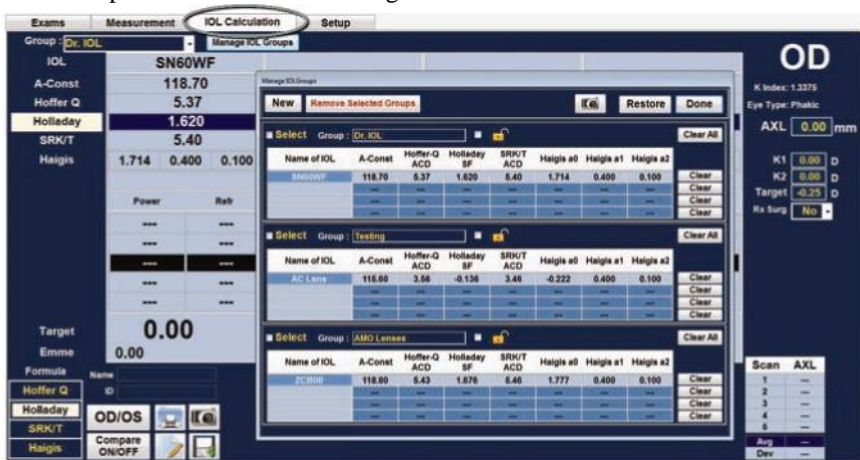 Exams Measurement IOL Calculation Setup
Group : Dr. IOL Manage IOL Groups
OD
IOL SN60WF
A-Const 118.70
Hoffer Q 5.37
Holladay 1.620
SRK/T 5.40
Haigis 1.714 0.400 0.100
Power Refr
--- ---
--- ---
--- ---
--- ---
--- ---
Target 0.00
Emme 0.00
Formula Name
Hoffer Q ID
Holladay
SRK/T
Haigis
OD/OS
Compare
ON/OFF
Manage IOLGroups
New Remove Selected Groups Restore Done
Select Group : Dr. IOL Clear All
Name of IOL A-Const Hoffer-Q ACD Holladay SF SRK/T ACD Haigis a0 Haigis a1 Haigis a2
SN60WF 118.70 5.37 1.620 5.40 1.714 0.400 0.100 Clear
--- --- --- --- --- --- --- --- Clear
--- --- --- --- --- --- --- --- Clear
--- --- --- --- --- --- --- --- Clear
Select Group : Testing Clear All
Name of IOL A-Const Hoffer-Q ACD Holladay SF SRK/T ACD Haigis a0 Haigis a1 Haigis a2
AC Lens 115.60 3.56 -0.136 3.46 -0.222 0.400 0.100 Clear
--- --- --- --- --- --- --- --- Clear
--- --- --- --- --- --- --- --- Clear
--- --- --- --- --- --- --- --- Clear
Select Group : AMO Lenses Clear All
Name of IOL A-Const Hoffer-Q ACD Holladay SF SRK/T ACD Haigis a0 Haigis a1 Haigis a2
ZCB00 118.80 5.43 1.676 5.46 1.777 0.400 0.100 Clear
--- --- --- --- --- --- --- --- Clear
--- --- --- --- --- --- --- --- Clear
K Index: 1.3375
Eye Type: Phakic
AXL 0.00 mm
K1 0.00 D
K2 0.00 D
Target -0.25 D
Rx Surg No
Scan AXL
1 ---
2 ---
3 ---
4 ---
5 ---
Avg ---
Dev ---